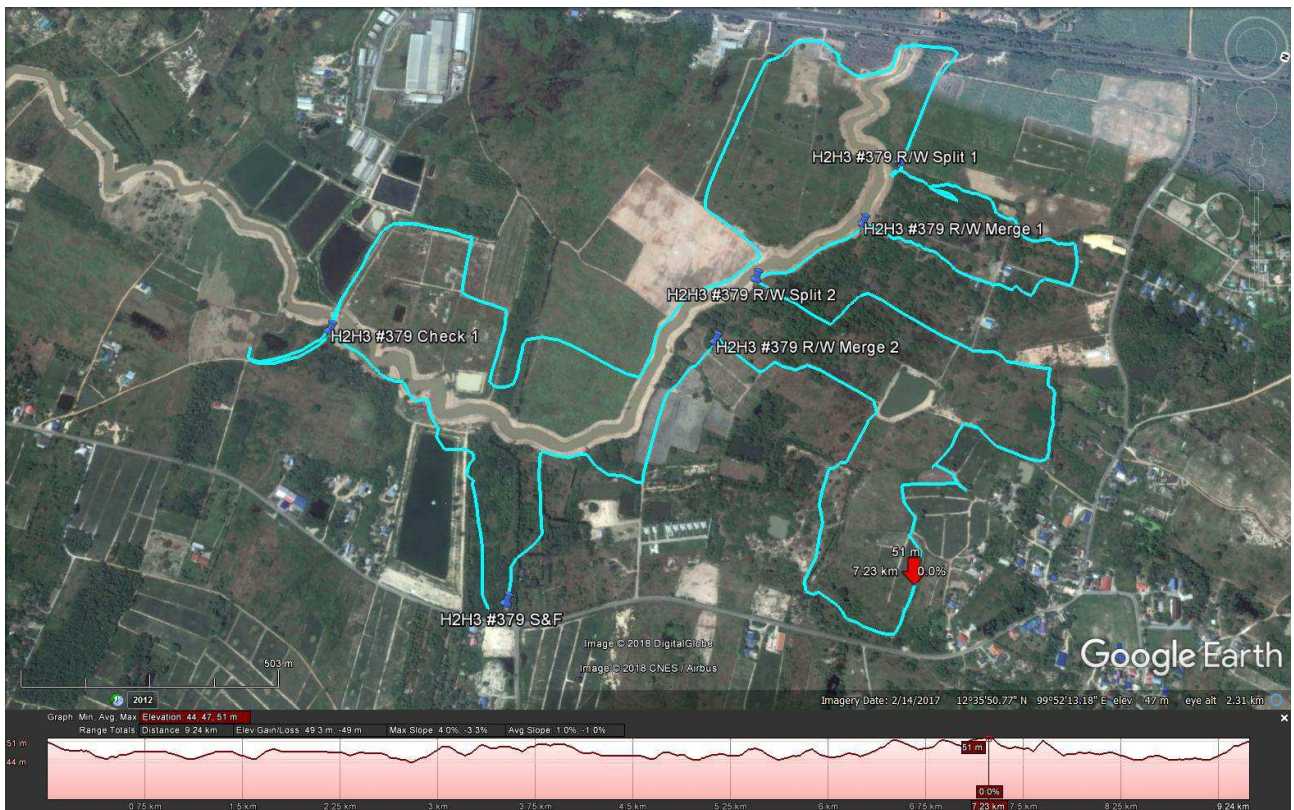 H2H3 #379 R/W Split 1
H2H3 #379 R/W Merge 1
H2H3 #379 R/W Split 2
H2H3 #379 Check 1
H2H3 #379 R/W Merge 2
51 m
7.23 km 0.0%
H2H3 #379 S&F
Image © 2018 DigitalGlobe
Image © 2018 CNES / Airbus
Google Earth
503 m
2012
Imagery Date: 2/14/2017 12°35'50.77" N 99°52'13.18" E elev 47 m eye alt 2.31 km
N
Graph Min, Avg, Max Elevation: 44, 47, 51 m
Range Totals Distance: 9.24 km Elev Gain/Loss: 49.3 m, -49 m Max Slope: 4.0%, -3.3% Avg Slope: 1.0%, -1.0%
51 m
44 m
51 m
0.0%
0.75 km 1.5 km 2.25 km 3 km 3.75 km 4.5 km 5.25 km 6 km 6.75 km 7.23 km 7.5 km 8.25 km 9.24 km